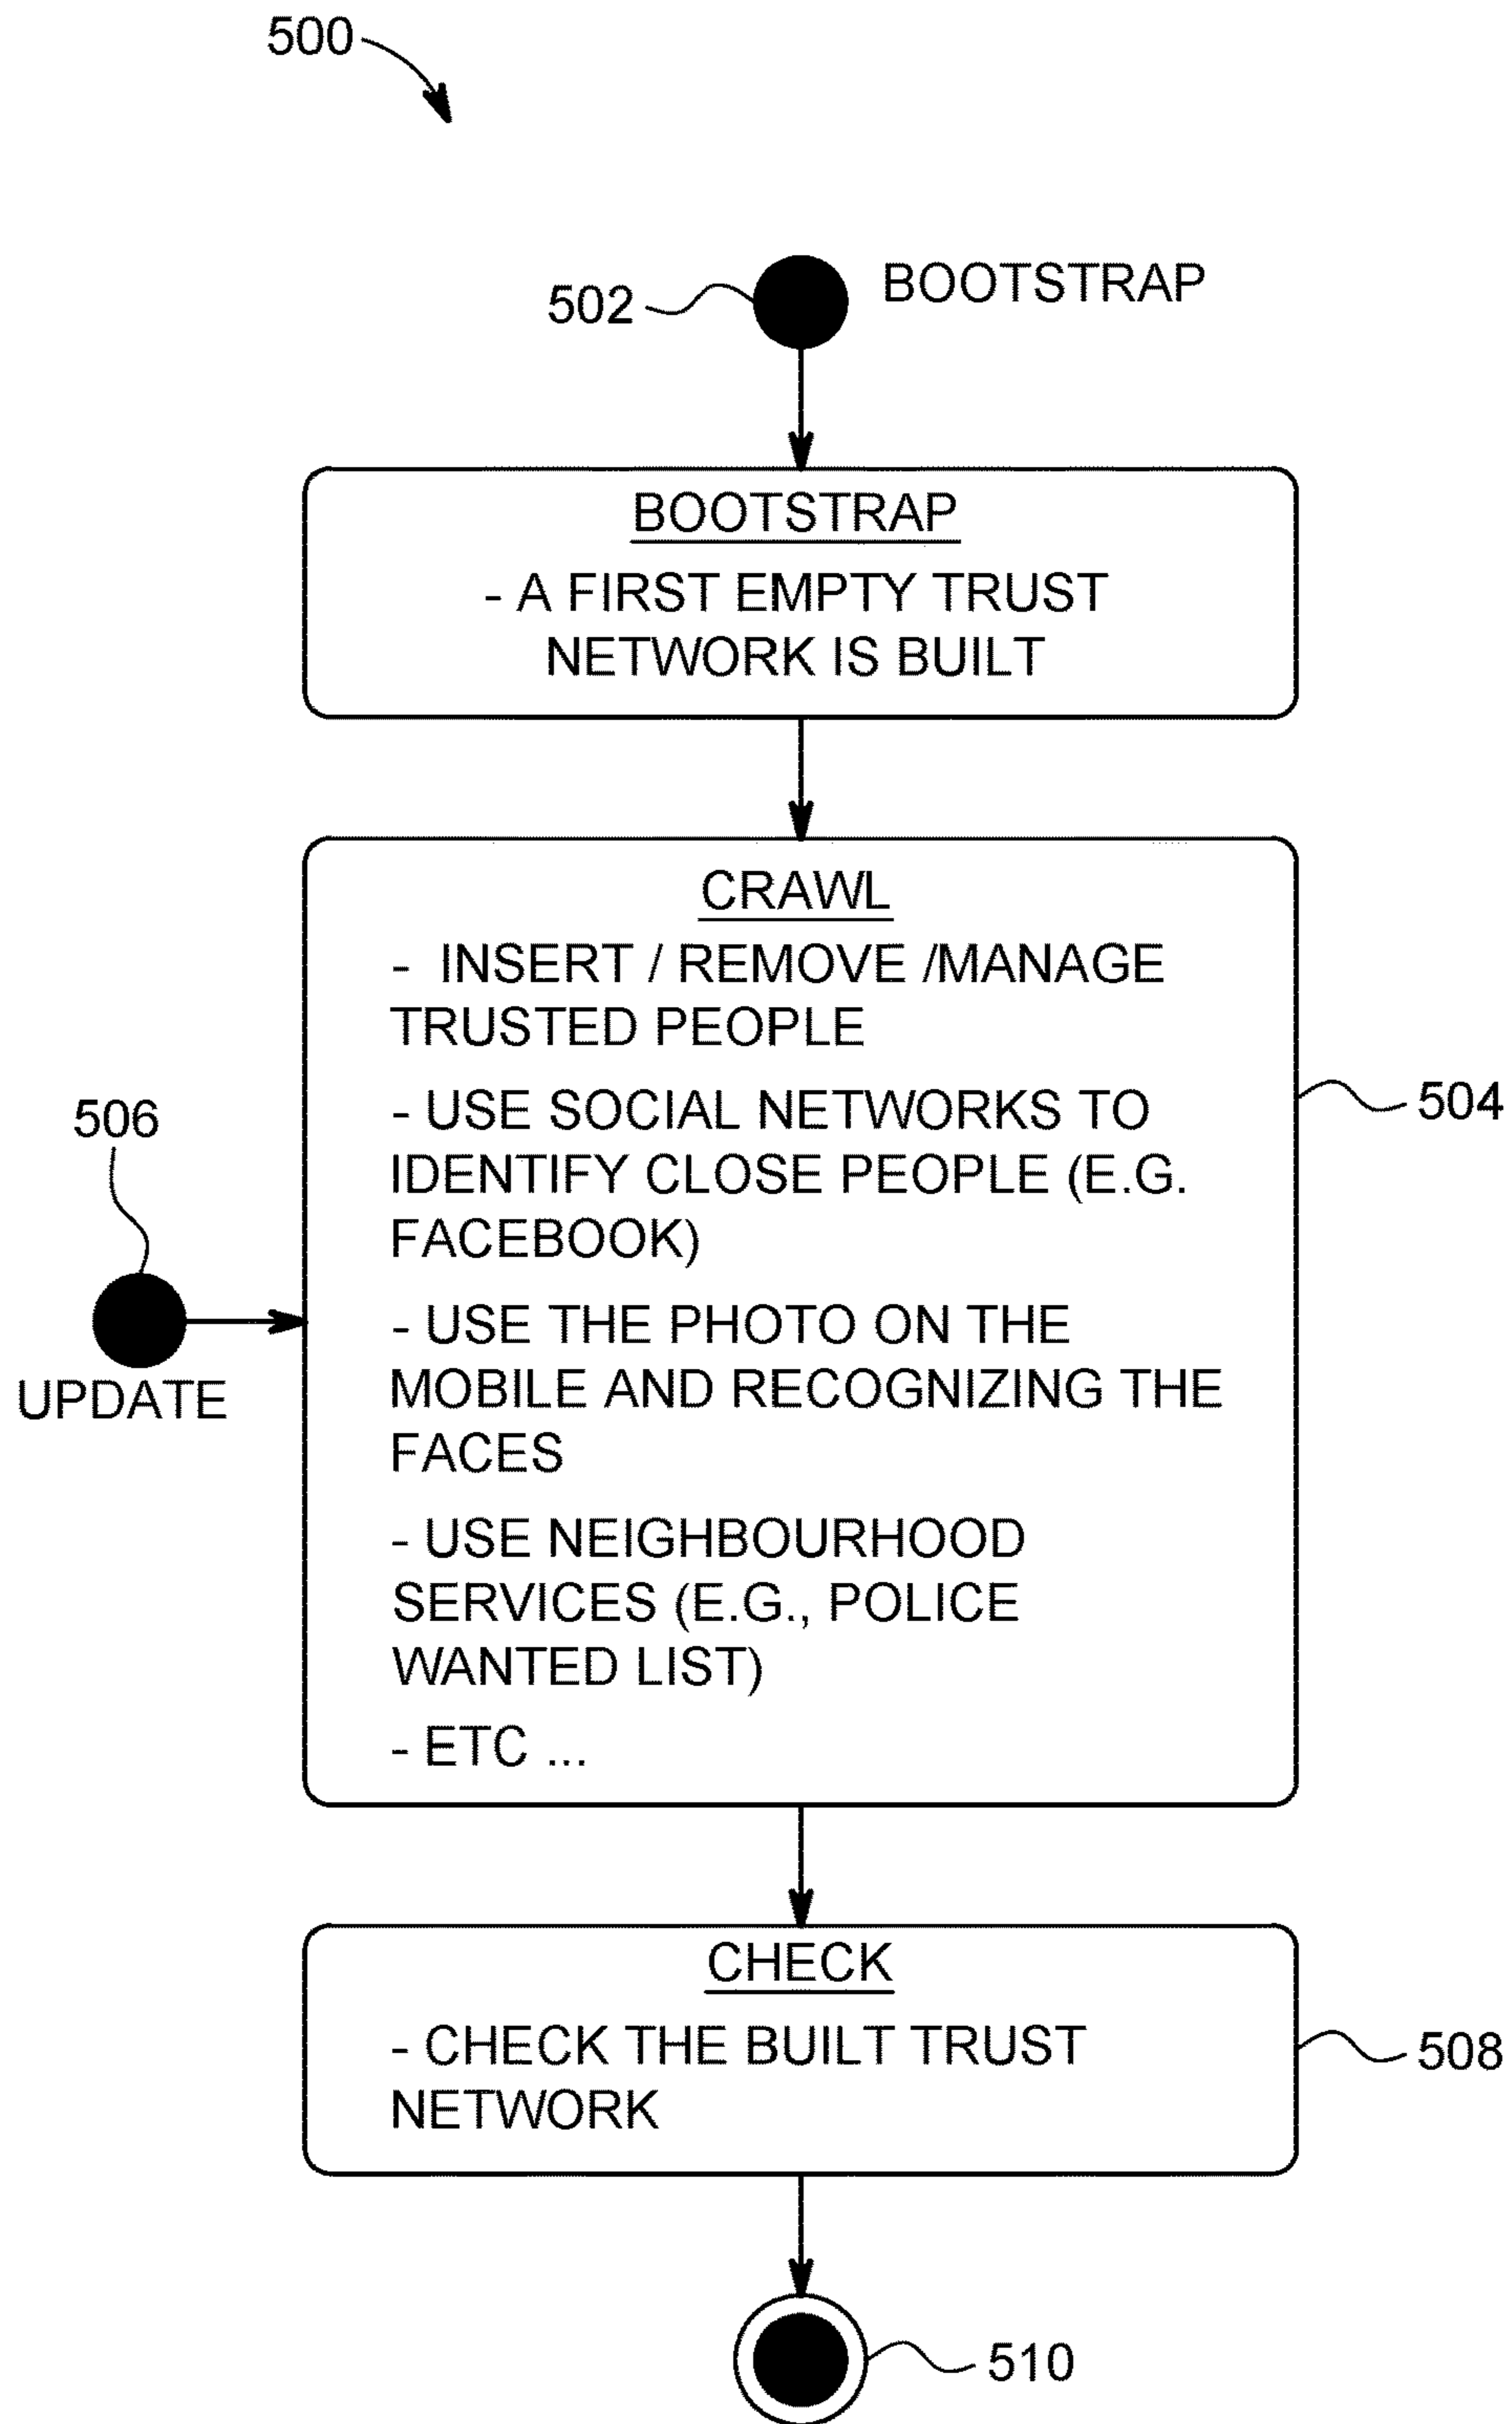 500
502
BOOTSTRAP
BOOTSTRAP
- A FIRST EMPTY TRUST
NETWORK IS BUILT
CRAWL
- INSERT / REMOVE /MANAGE
TRUSTED PEOPLE
- USE SOCIAL NETWORKS TO
IDENTIFY CLOSE PEOPLE (E.G.
FACEBOOK)
- USE THE PHOTO ON THE
MOBILE AND RECOGNIZING THE
FACES
- USE NEIGHBOURHOOD
SERVICES (E.G., POLICE
WANTED LIST)
- ETC ...
504
506
UPDATE
CHECK
- CHECK THE BUILT TRUST
NETWORK
508
510